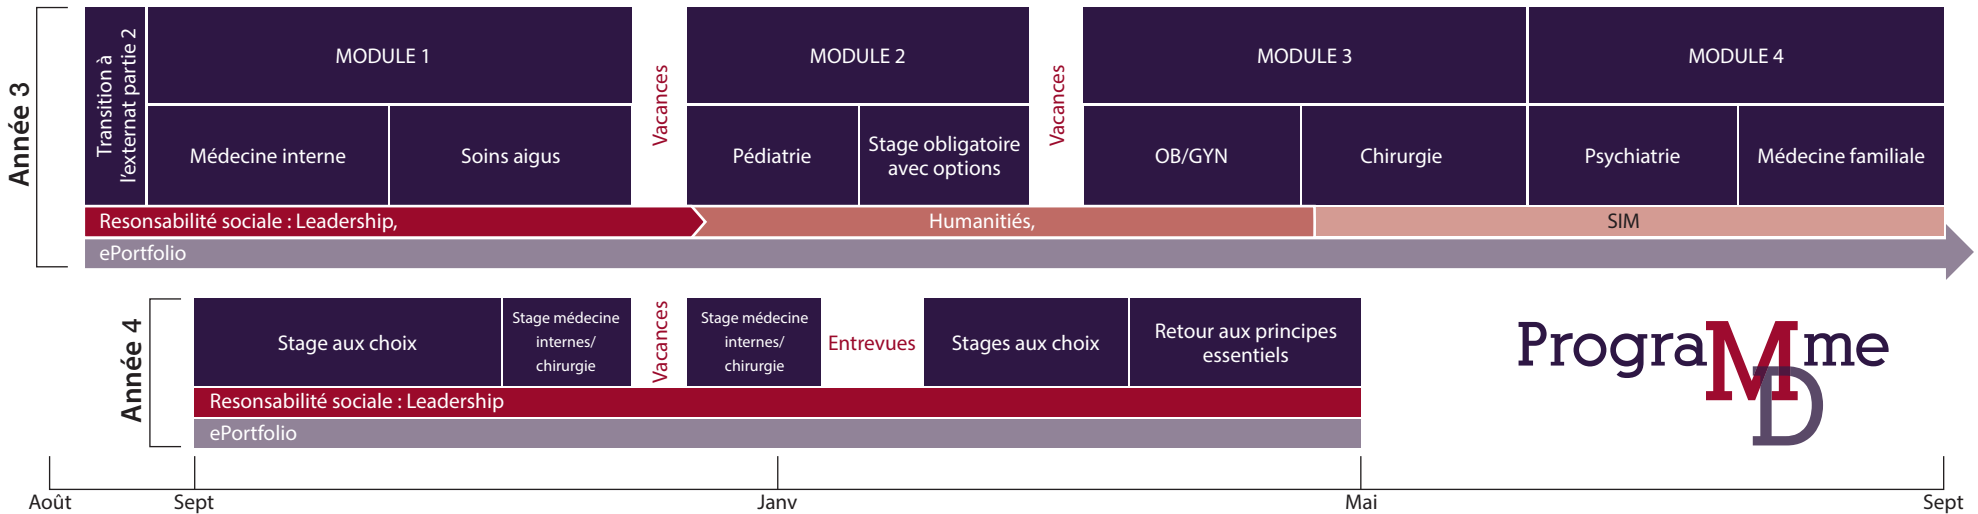 Année 3
Transition à
l'externat partie 2
MODULE 1
Médecine interne
Soins aigus
Vacances
MODULE 2
Pédiatrie
Stage obligatoire
avec options
Vacances
MODULE 3
OB/GYN
Chirurgie
MODULE 4
Psychiatrie
Médecine familiale
Resonsabilité sociale : Leadership,
Humanitiés,
SIM
ePortfolio
Année 4
Stage aux choix
Stage médecine
internes/
chirurgie
Vacances
Stage médecine
internes/
chirurgie
Entrevues
Stages aux choix
Retour aux principes
essentiels
Resonsabilité sociale : Leadership
ePortfolio
PrograMme
D
Août
Sept
Janv
Mai
Sept